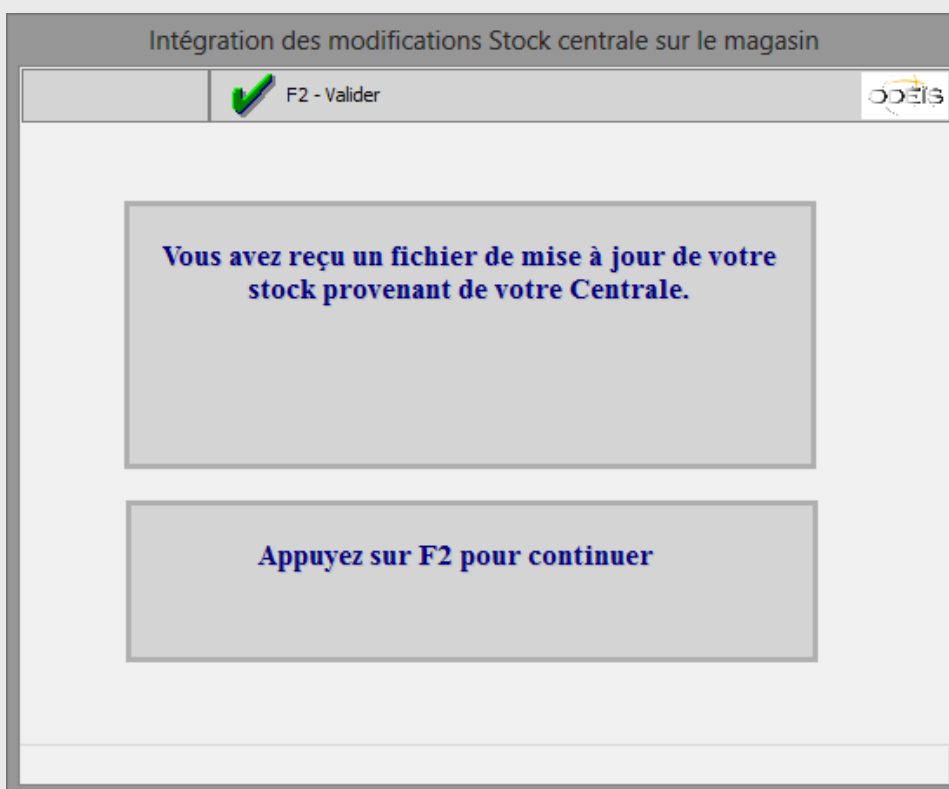 Intégration des modifications Stock centrale sur le magasin
F2 - Valider
ODEIS
Vous avez reçu un fichier de mise à jour de votre
stock provenant de votre Centrale.
Appuyez sur F2 pour continuer